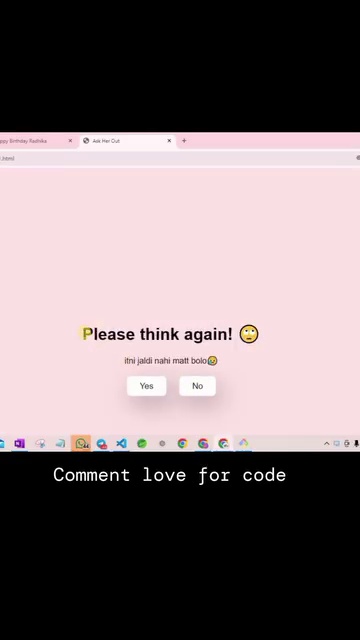 ppy Birthday Radhika
Ask Her Out
.html
Please think again! 🙄
itni jaldi nahi matt bolo😢
Yes
No
Comment love for code